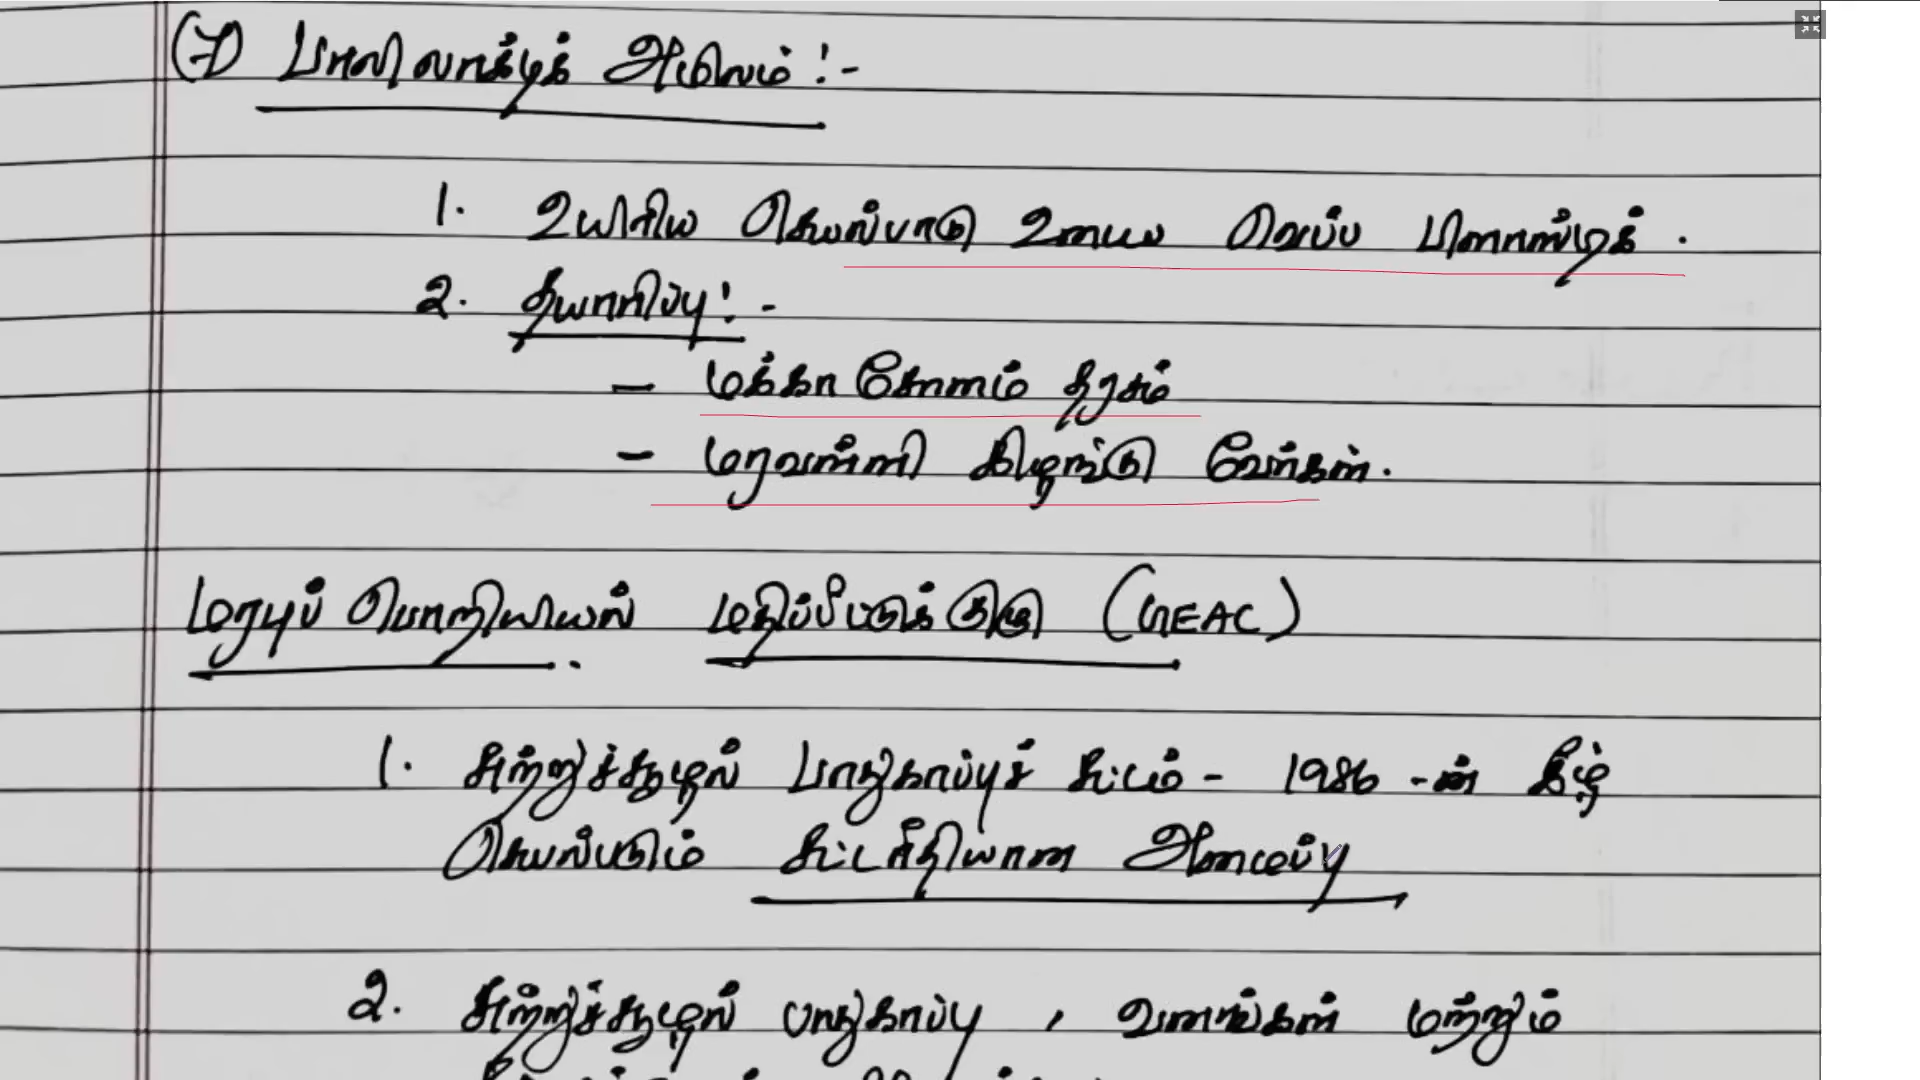 (7) பாலிலாக்டிக் அமிலம் :-
1. உயிரிய செயல்பாடு உடைய வெப்ப பிளாஸ்டிக் .
2. தயாரிப்பு :-
- மக்கா சோளம் தரசம்
- மரவள்ளி கிழங்கு வேர்கள் .
மரபுப் பொறியியல் மதிப்பீட்டுக் குழு (GEAC)
1. சுற்றுச்சூழல் பாதுகாப்புச் சட்டம் - 1986 -ன் கீழ்
செயல்படும் சட்டரீதியான அமைப்பு
2. சுற்றுச்சூழல் பாதுகாப்பு , வனங்கள் மற்றும்